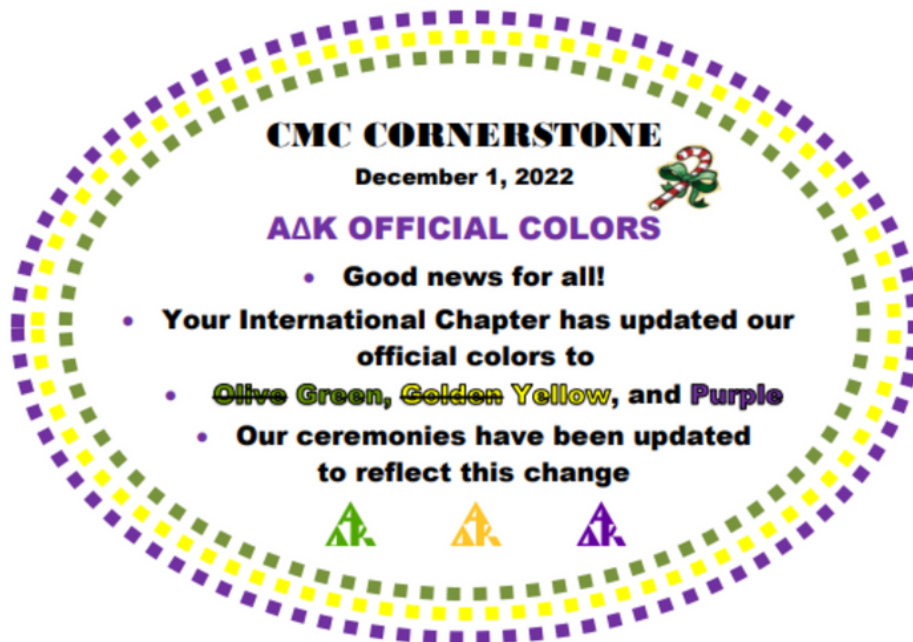 CMC CORNERSTONE
December 1, 2022
AΔK OFFICIAL COLORS
• Good news for all!
• Your International Chapter has updated our
official colors to
• Olive Green, Golden Yellow, and Purple
• Our ceremonies have been updated
to reflect this change
AΔK AΔK AΔK